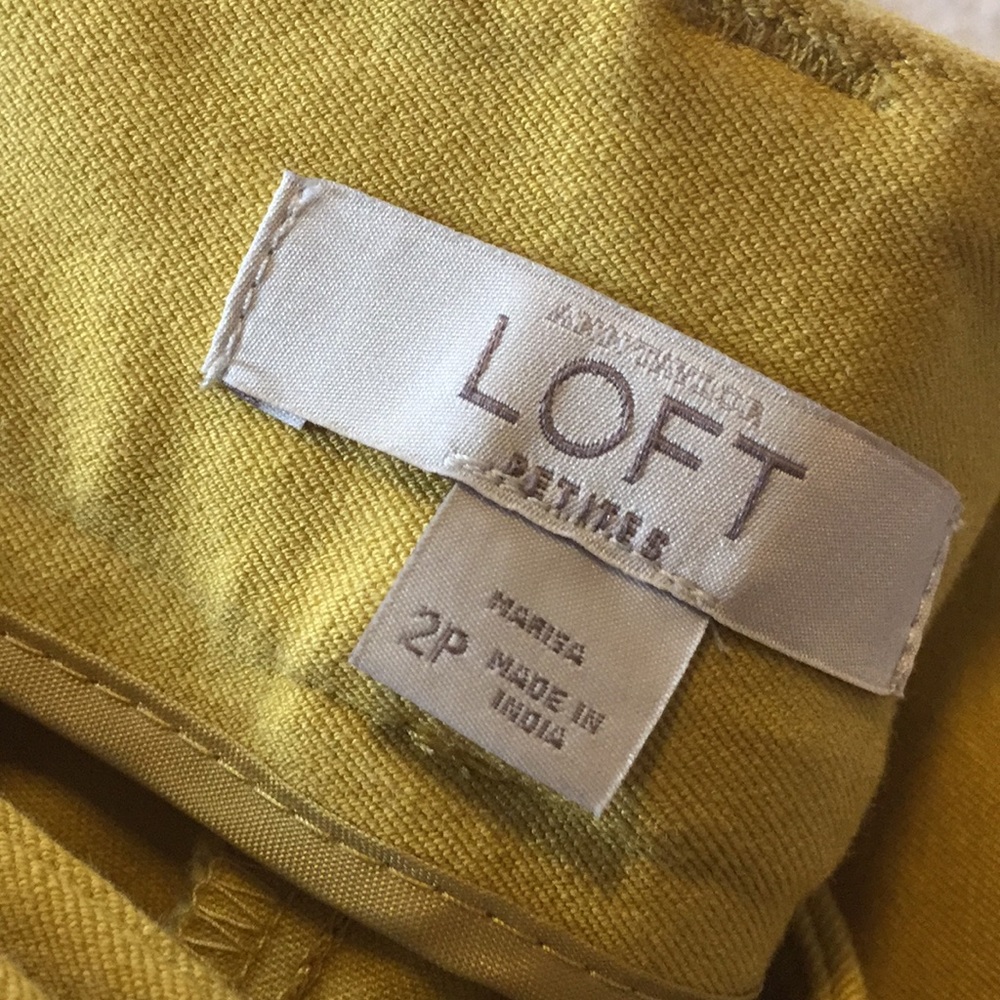 ANN TAYLOR
LOFT
PETITES
MARISA
2P
MADE IN
INDIA